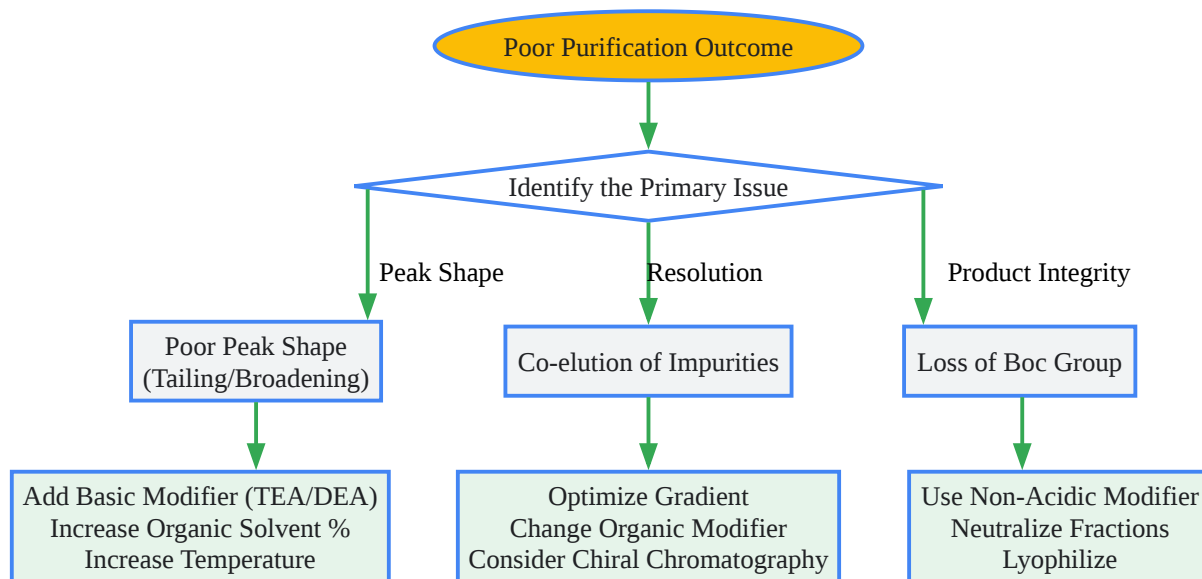 Poor Purification Outcome
Identify the Primary Issue
Peak Shape
Resolution
Product Integrity
Poor Peak Shape
(Tailing/Broadening)
Co-elution of Impurities
Loss of Boc Group
Add Basic Modifier (TEA/DEA)
Increase Organic Solvent %
Increase Temperature
Optimize Gradient
Change Organic Modifier
Consider Chiral Chromatography
Use Non-Acidic Modifier
Neutralize Fractions
Lyophilize